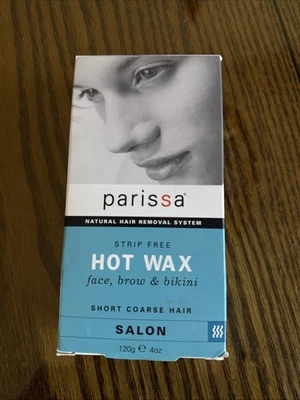 parissa®
NATURAL HAIR REMOVAL SYSTEM
STRIP FREE
HOT WAX
face, brow & bikini
SHORT COARSE HAIR
SALON
120g ℮ 4oz